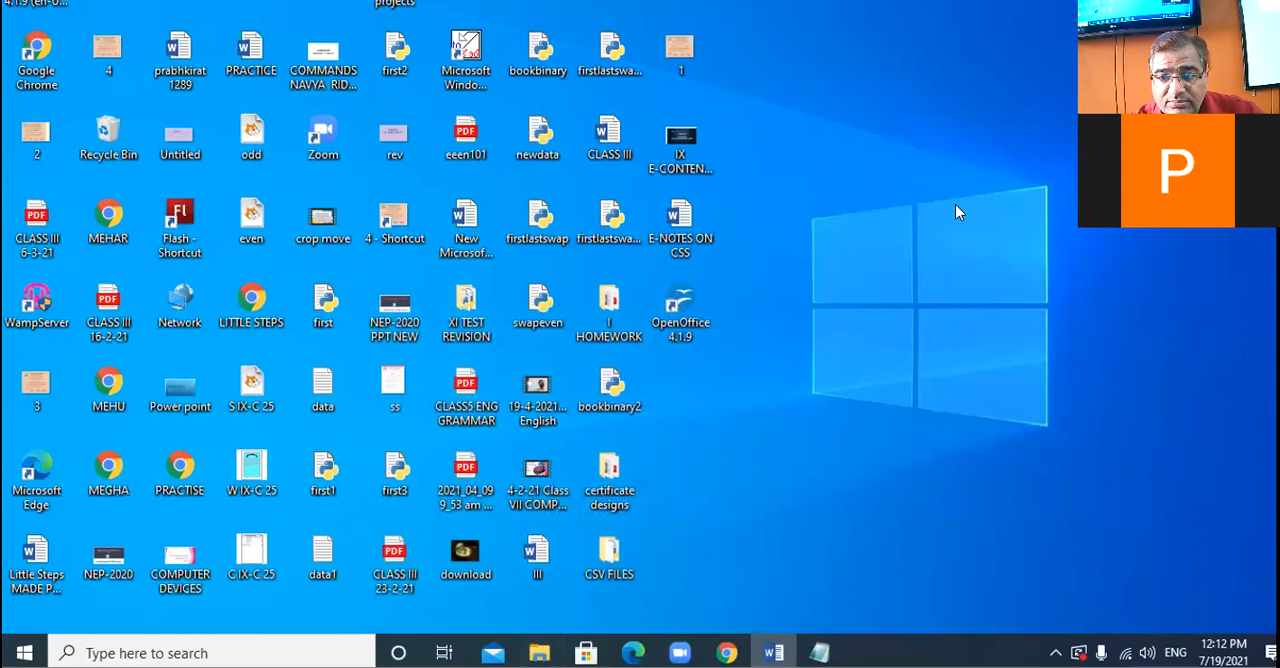 4.1.9 (en-U...
projects
Google
Chrome
4
prabhkirat
1289
PRACTICE
COMMANDS
NAVYA_RID...
first2
Microsoft
Windo...
bookbinary
firstlastswa...
1
2
Recycle Bin
Untitled
odd
Zoom
rev
eeen101
newdata
CLASS III
IX
E-CONTEN...
CLASS III
6-3-21
MEHAR
Flash -
Shortcut
even
crop move
4 - Shortcut
New
Microsof...
firstlastswap
firstlastswa...
E-NOTES ON
CSS
WampServer
CLASS III
16-2-21
Network
LITTLE STEPS
first
NEP-2020
PPT NEW
XI TEST
REVISION
swapeven
I
HOMEWORK
OpenOffice
4.1.9
3
MEHU
Power point
S IX-C 25
data
ss
CLASS5 ENG
GRAMMAR
19-4-2021...
English
bookbinary2
Microsoft
Edge
MEGHA
PRACTISE
W IX-C 25
first1
first3
2021_04_09
9_53 am ...
4-2-21 Class
VII COMP...
certificate
designs
Little Steps
MADE P...
NEP-2020
COMPUTER
DEVICES
C IX-C 25
data1
CLASS III
23-2-21
download
III
CSV FILES
P
Type here to search
ENG
12:12 PM
7/19/2021